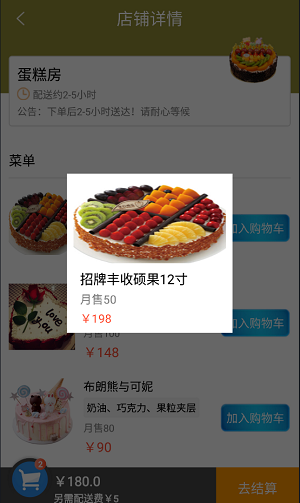 店铺详情
蛋糕房
配送约2-5小时
公告：下单后2-5小时送达！请耐心等候
菜单
加入购物车
招牌丰收硕果12寸
月售50
￥198
加入购物车
月售100
￥148
布朗熊与可妮
奶油、巧克力、果粒夹层
月售80
￥90
加入购物车
2
￥180.0
另需配送费￥5
去结算